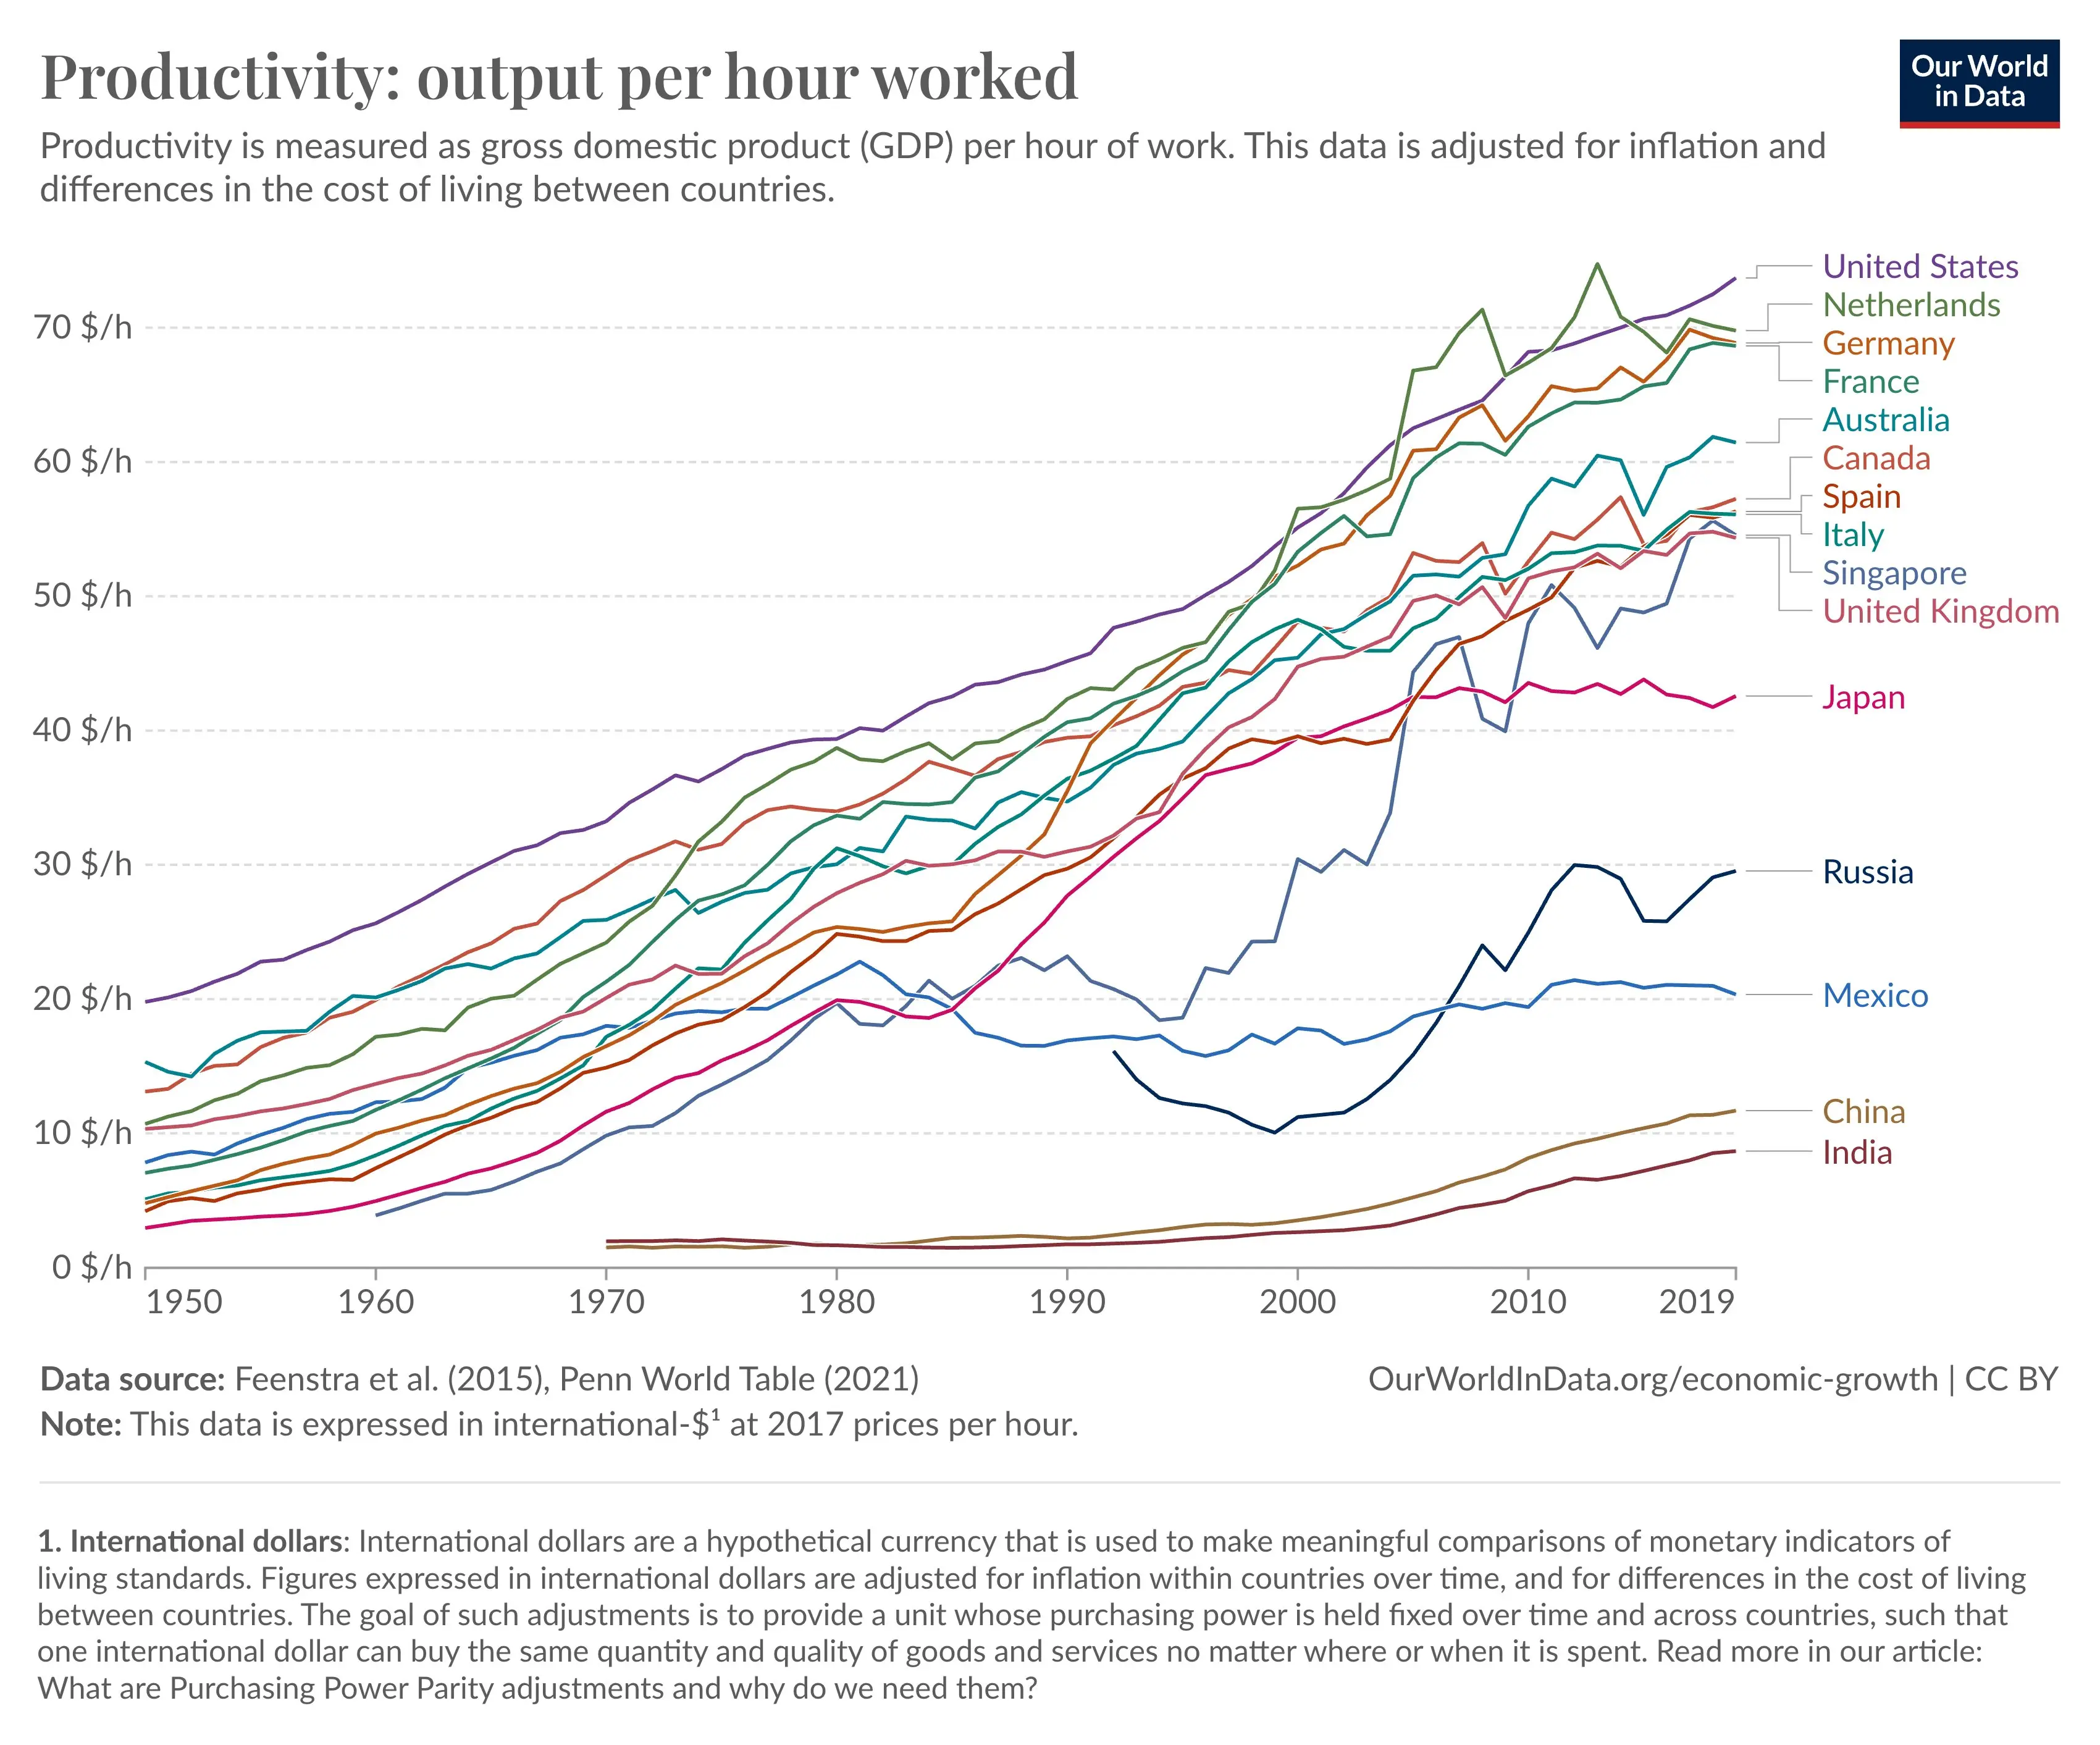 Productivity: output per hour worked
Our World
in Data
Productivity is measured as gross domestic product (GDP) per hour of work. This data is adjusted for inflation and
differences in the cost of living between countries.
United States
Netherlands
Germany
France
Australia
Canada
Spain
Italy
Singapore
United Kingdom
Japan
Russia
Mexico
China
India
70 $/h
60 $/h
50 $/h
40 $/h
30 $/h
20 $/h
10 $/h
0 $/h
1950 1960 1970 1980 1990 2000 2010 2019
Data source: Feenstra et al. (2015), Penn World Table (2021)
OurWorldInData.org/economic-growth | CC BY
Note: This data is expressed in international-$¹ at 2017 prices per hour.
1. International dollars: International dollars are a hypothetical currency that is used to make meaningful comparisons of monetary indicators of
living standards. Figures expressed in international dollars are adjusted for inflation within countries over time, and for differences in the cost of living
between countries. The goal of such adjustments is to provide a unit whose purchasing power is held fixed over time and across countries, such that
one international dollar can buy the same quantity and quality of goods and services no matter where or when it is spent. Read more in our article:
What are Purchasing Power Parity adjustments and why do we need them?